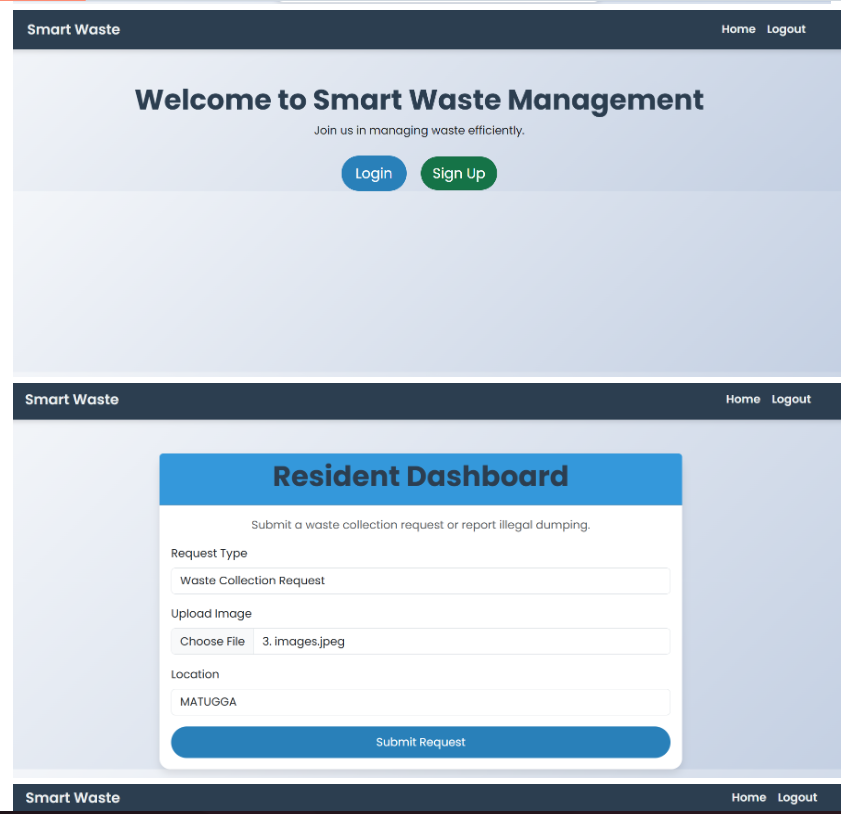 Smart Waste Home Logout
Welcome to Smart Waste Management
Join us in managing waste efficiently.
Login Sign Up
Smart Waste Home Logout
Resident Dashboard
Submit a waste collection request or report illegal dumping.
Request Type
Waste Collection Request
Upload Image
Choose File 3. images.jpeg
Location
MATUGGA
Submit Request
Smart Waste Home Logout